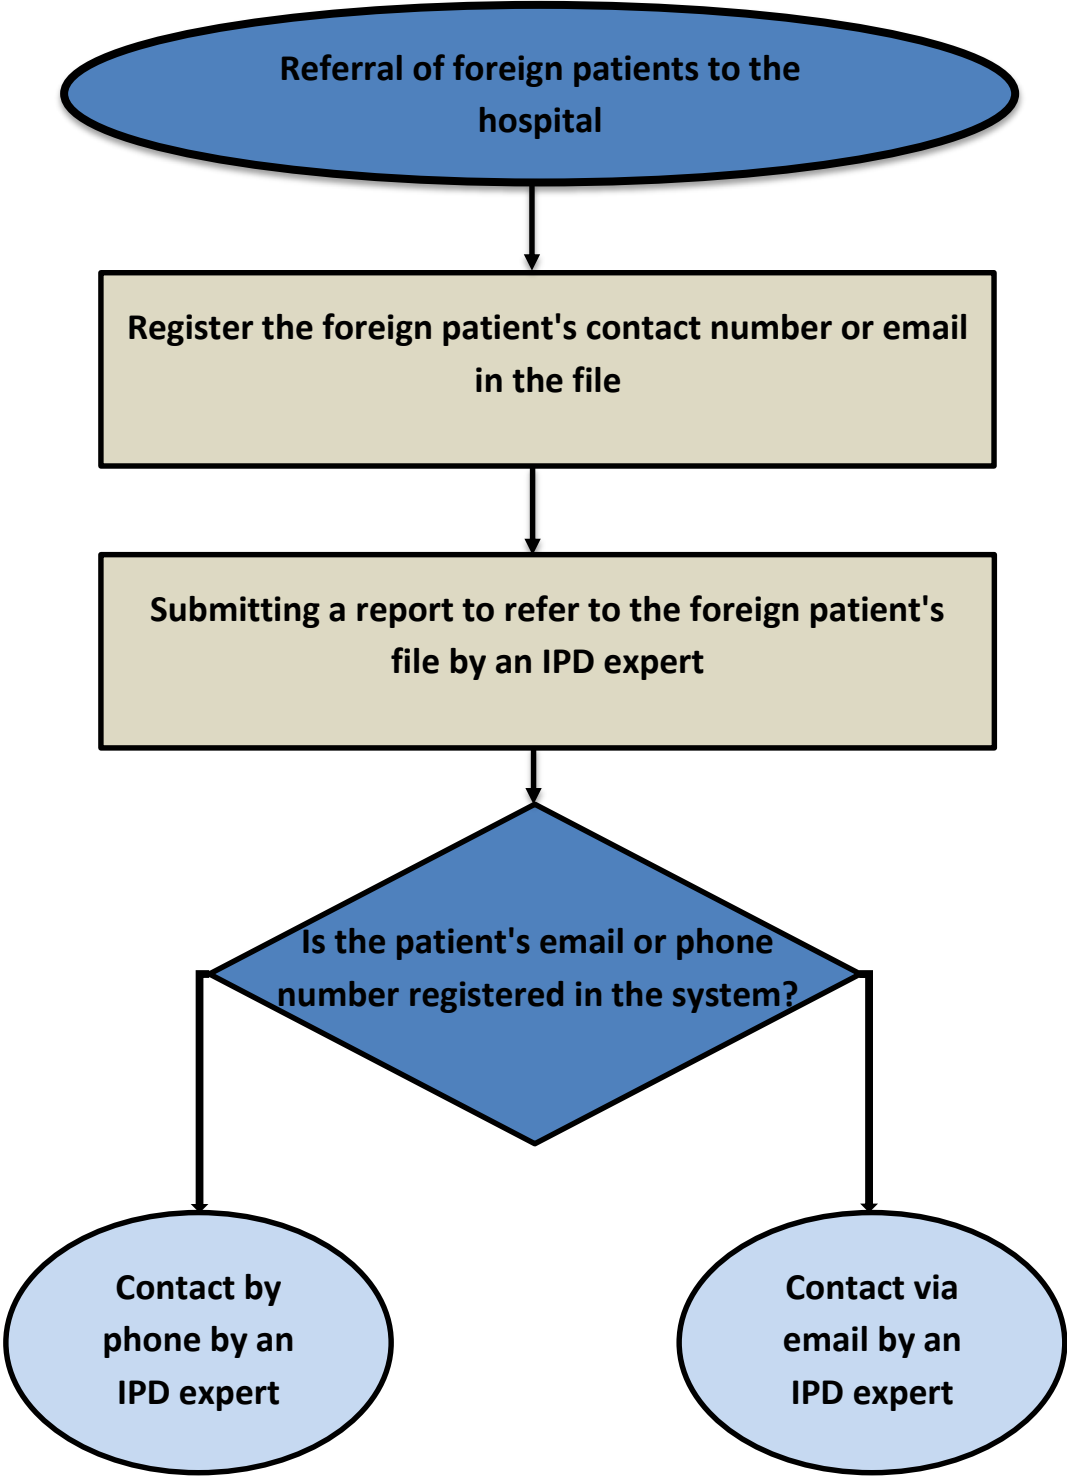 Referral of foreign patients to the
hospital
Register the foreign patient's contact number or email
in the file
Submitting a report to refer to the foreign patient's
file by an IPD expert
Is the patient's email or phone
number registered in the system?
Contact by
phone by an
IPD expert
Contact via
email by an
IPD expert